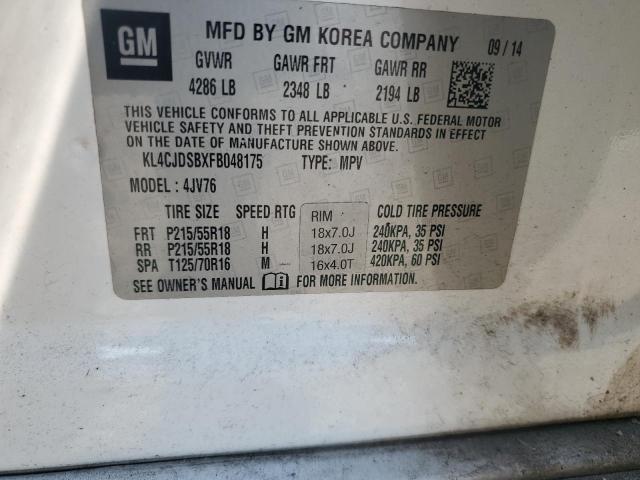 GM
MFD BY GM KOREA COMPANY 09/14
GVWR GAWR FRT GAWR RR
4286 LB 2348 LB 2194 LB
THIS VEHICLE CONFORMS TO ALL APPLICABLE U.S. FEDERAL MOTOR
VEHICLE SAFETY AND THEFT PREVENTION STANDARDS IN EFFECT
ON THE DATE OF MANUFACTURE SHOWN ABOVE.
KL4CJDSBXFB048175 TYPE: MPV
MODEL: 4JV76
TIRE SIZE SPEED RTG RIM COLD TIRE PRESSURE
FRT P215/55R18 H 18x7.0J 240KPA, 35 PSI
RR P215/55R18 H 18x7.0J 240KPA, 35 PSI
SPA T125/70R16 M 16x4.0T 420KPA, 60 PSI
SEE OWNER'S MANUAL FOR MORE INFORMATION.